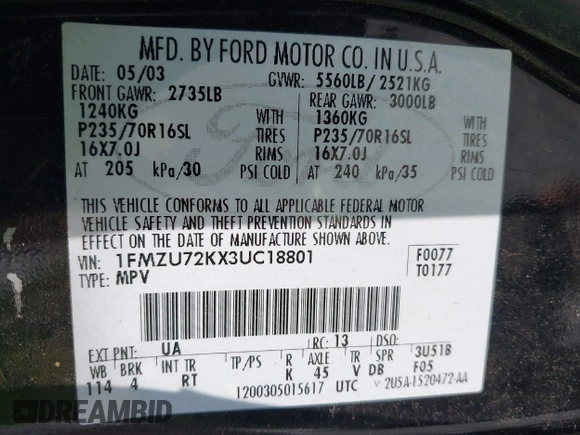 MFD. BY FORD MOTOR CO. IN U.S.A.
DATE: 05/03 GVWR: 5560LB/ 2521KG
FRONT GAWR: 2735LB REAR GAWR: 3000LB
1240KG WITH 1360KG WITH
P235/70R16SL TIRES P235/70R16SL TIRES
16X7.0J RIMS 16X7.0J RIMS
AT 205 kPa/30 PSI COLD AT 240 kPa/35 PSI COLD
THIS VEHICLE CONFORMS TO ALL APPLICABLE FEDERAL MOTOR
VEHICLE SAFETY AND THEFT PREVENTION STANDARDS IN
EFFECT ON THE DATE OF MANUFACTURE SHOWN ABOVE.
VIN: 1FMZU72KX3UC18801 F0077
TYPE: MPV T0177
EXT PNT: UA RC: 13 DSO:
WB BRK INT TR TP/PS R AXLE TR SPR 3U51B
114 4 RT K 45 V DB F05
1200305015617 UTC 2U5A-1520472-AA
Ford
DREAMBID